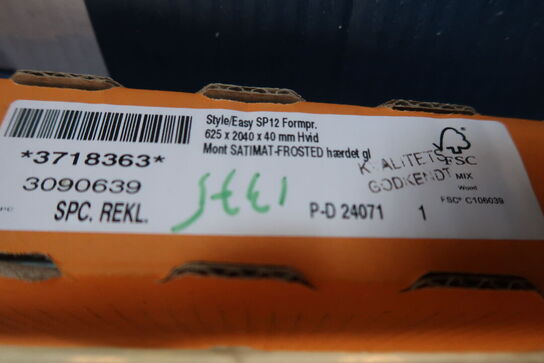 Style/Easy SP12 Formpr.
625 x 2040 x 40 mm Hvid
Mont SATIMAT-FROSTED hærdet gl
*3718363*
3090639
SPC. REKL.
P-D 24071 1
KVALITETS
GODKENDT
FSC
MIX
Wood
FSC® C106039